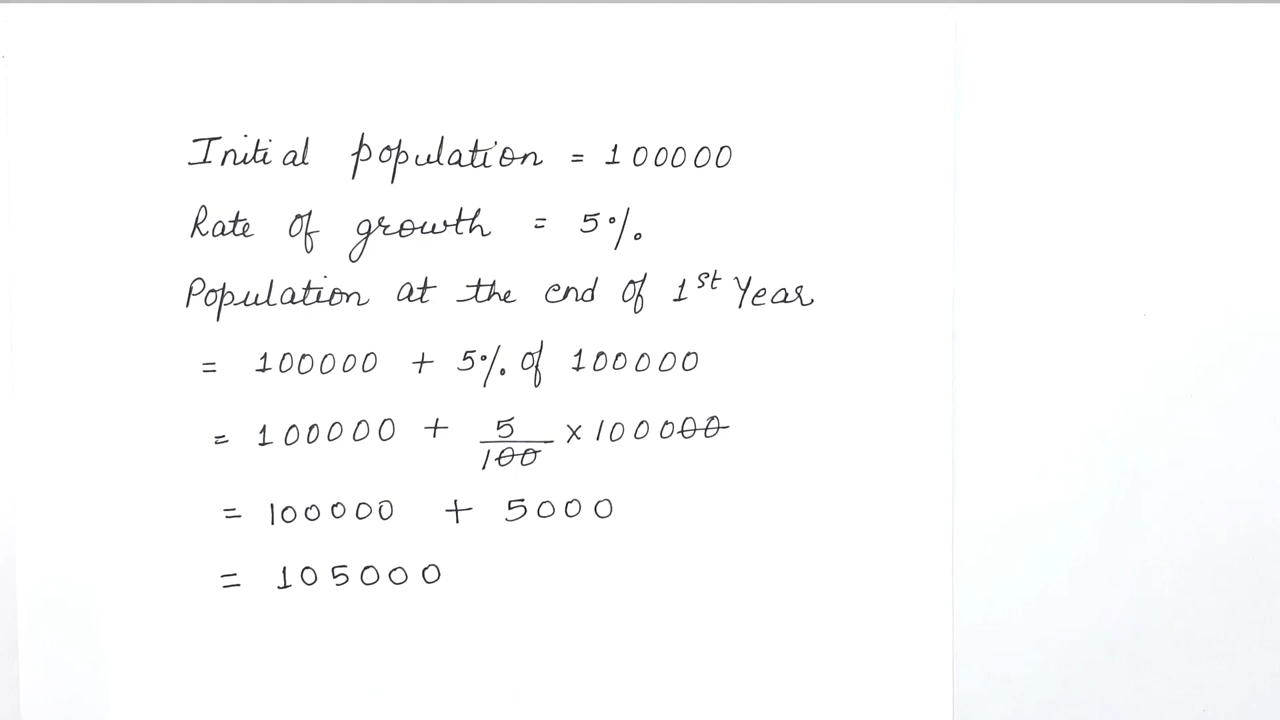 Initial population = 100000
Rate of growth = 5%.
Population at the end of 1st Year
= 100000 + 5% of 100000
= 100000 + 5/100 × 100000
= 100000 + 5000
= 105000